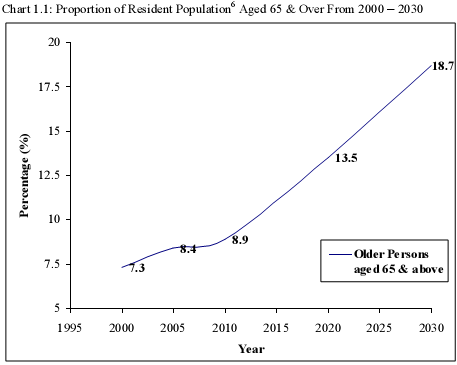 Chart 1.1: Proportion of Resident Population6 Aged 65 & Over From 2000 – 2030
20
17.5
15
12.5
10
7.5
5
Percentage (%)
18.7
13.5
8.9
8.4
7.3
Older Persons
aged 65 & above
1995 2000 2005 2010 2015 2020 2025 2030
Year